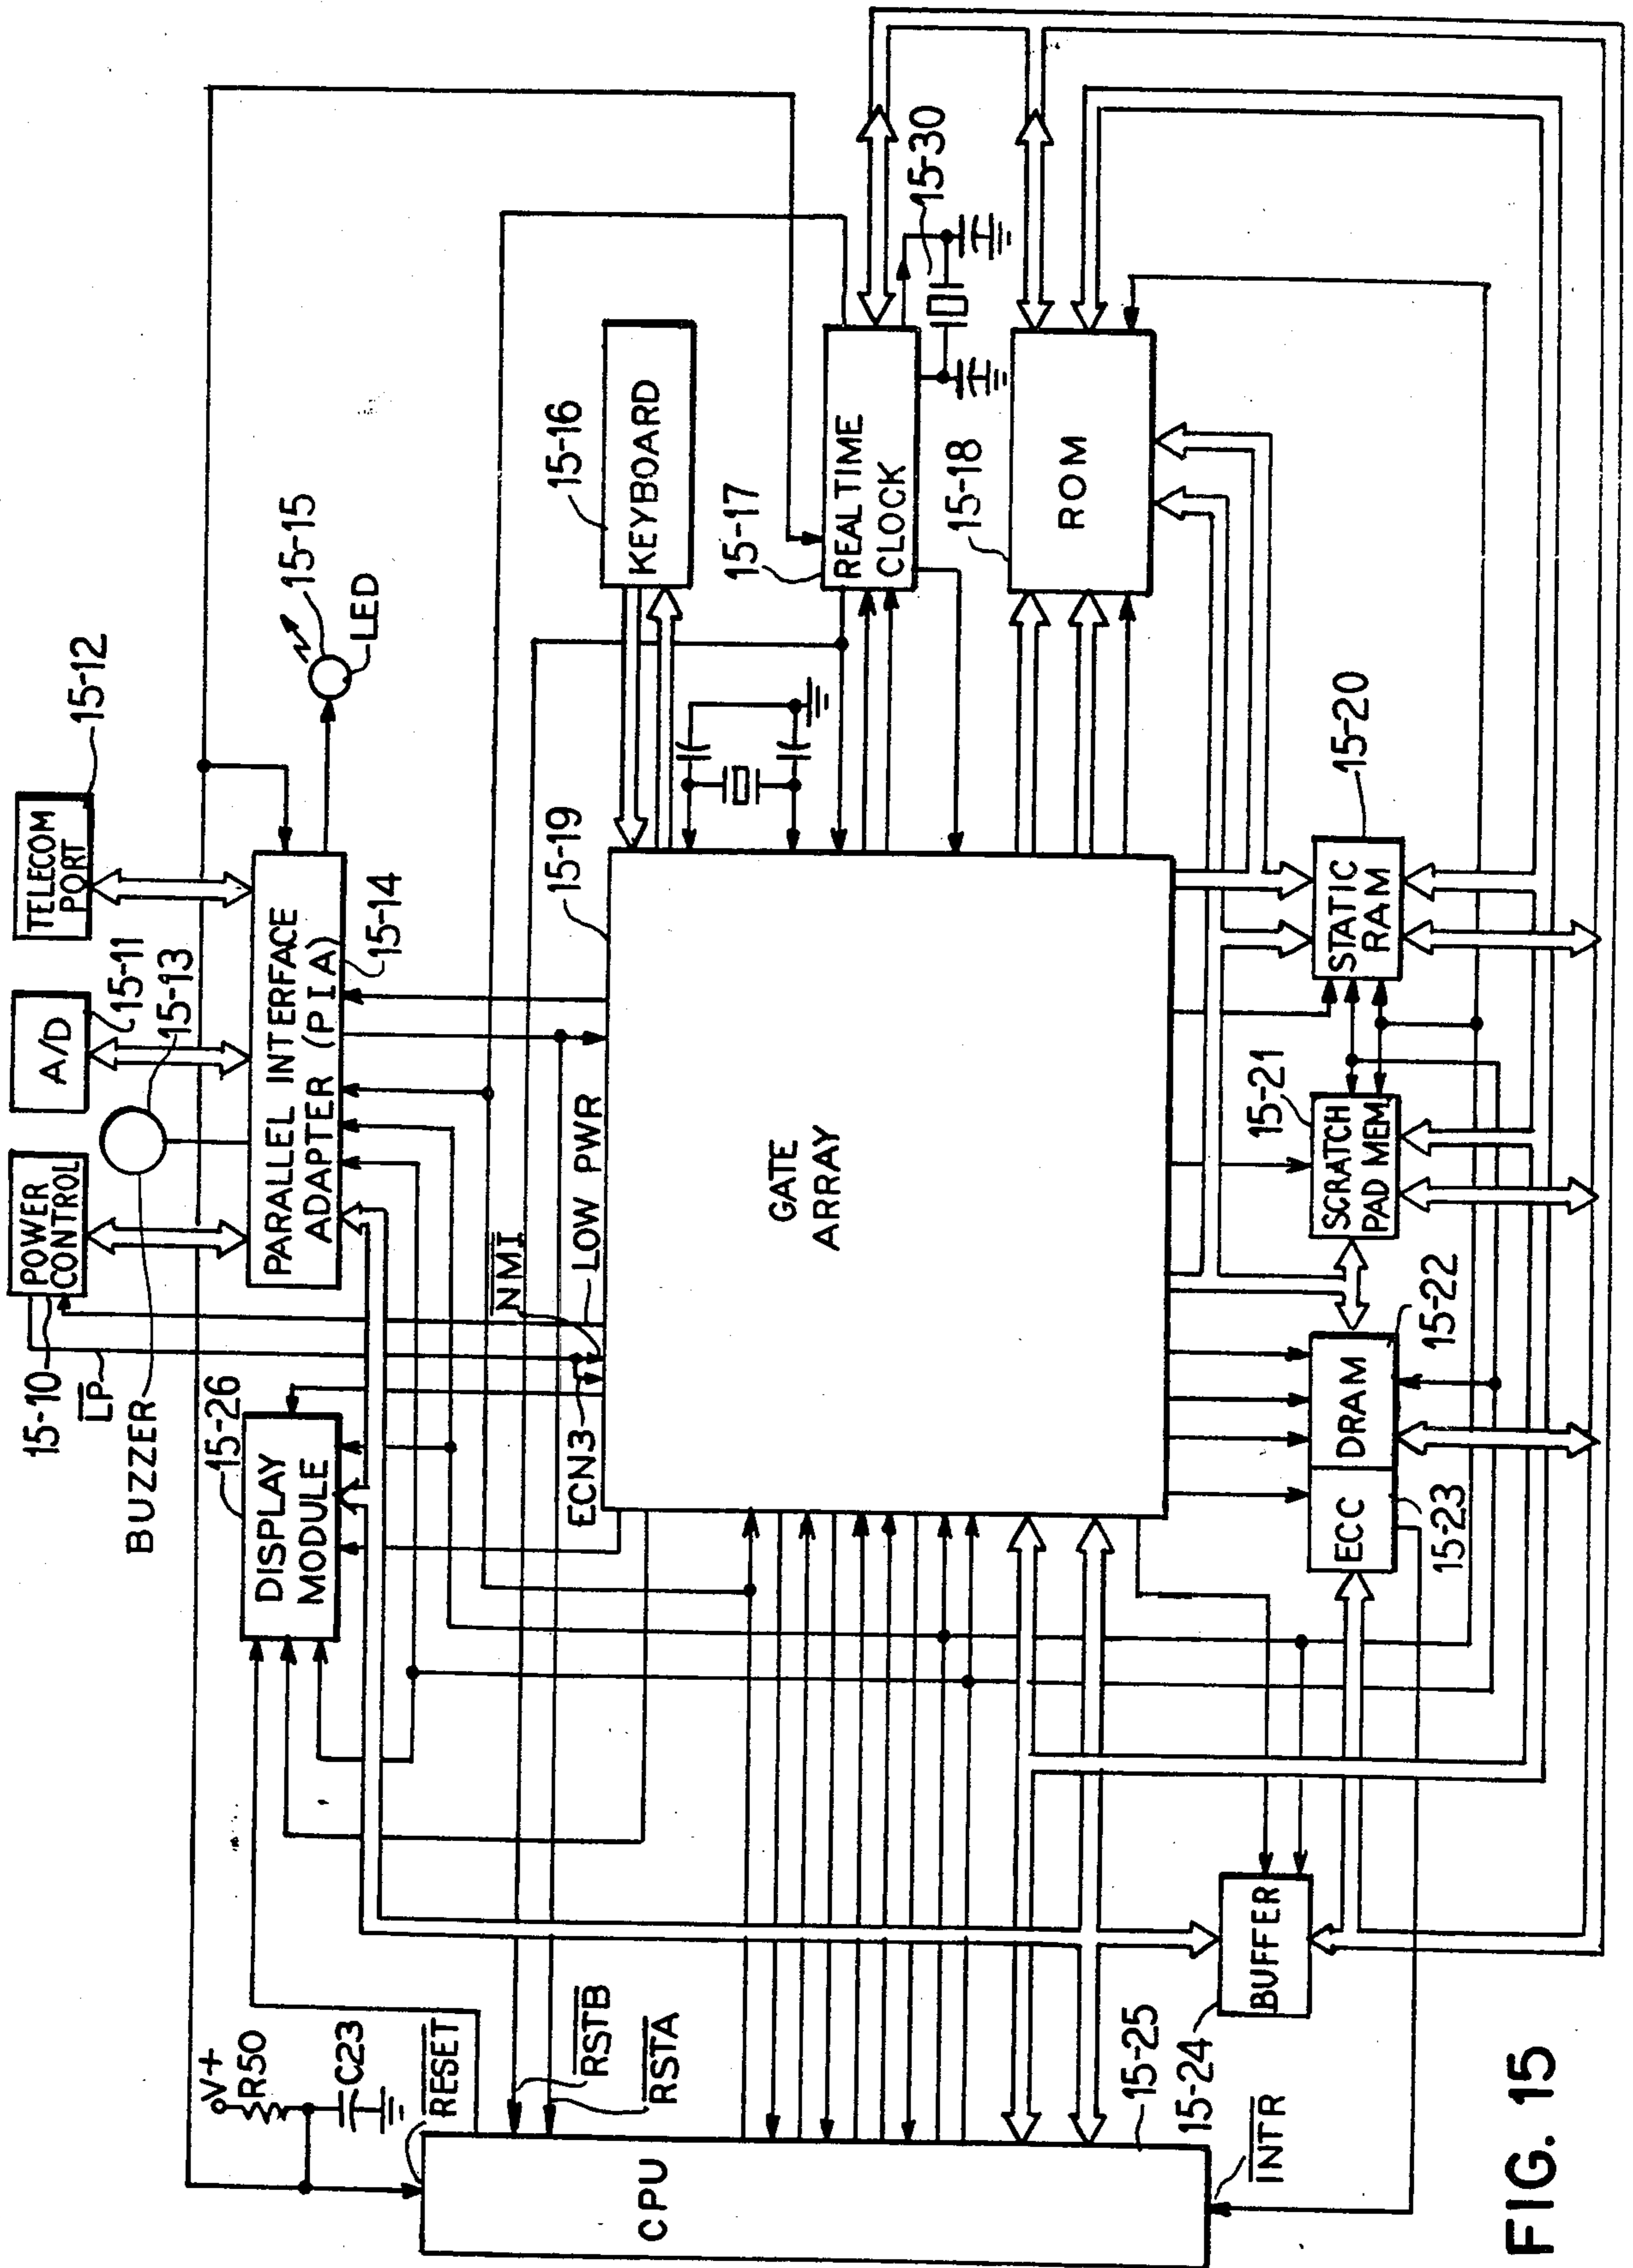 V+
R50
C23
RESET
CPU
RSTB
RSTA
15-25
INTR
15-24
BUFFER
15-10
LP
BUZZER
15-26
DISPLAY
MODULE
ECN3
NMI
LOW PWR
POWER
CONTROL
A/D
15-11
15-13
TELECOM
PORT
15-12
PARALLEL INTERFACE
ADAPTER (PIA)
15-14
15-15
LED
15-19
GATE
ARRAY
15-16
KEYBOARD
15-17
REALTIME
CLOCK
15-30
15-18
ROM
ECC
15-23
DRAM
15-22
15-21
SCRATCH
PAD MEM
STATIC
RAM
15-20
FIG. 15